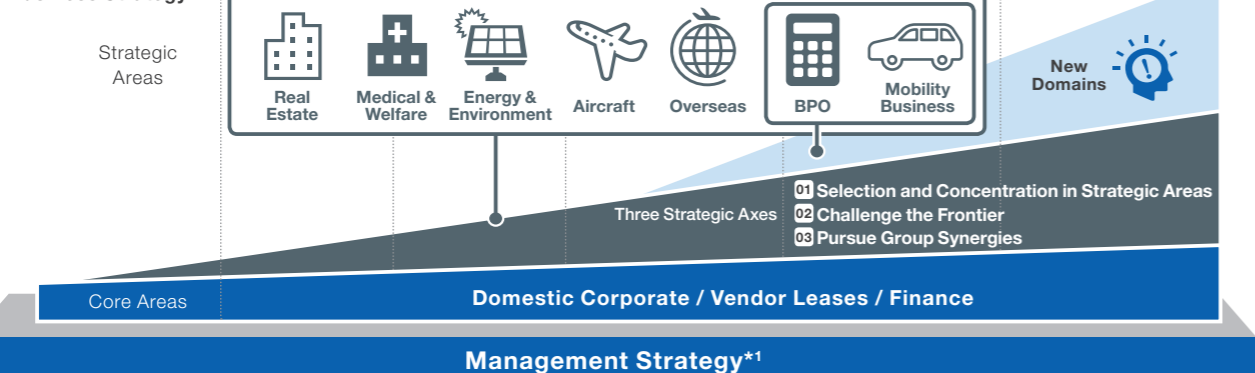 Strategic
Areas
Real
Estate
Medical &
Welfare
Energy &
Environment
Aircraft
Overseas
BPO
Mobility
Business
New
Domains
Three Strategic Axes
01 Selection and Concentration in Strategic Areas
02 Challenge the Frontier
03 Pursue Group Synergies
Core Areas
Domestic Corporate / Vendor Leases / Finance
Management Strategy*1